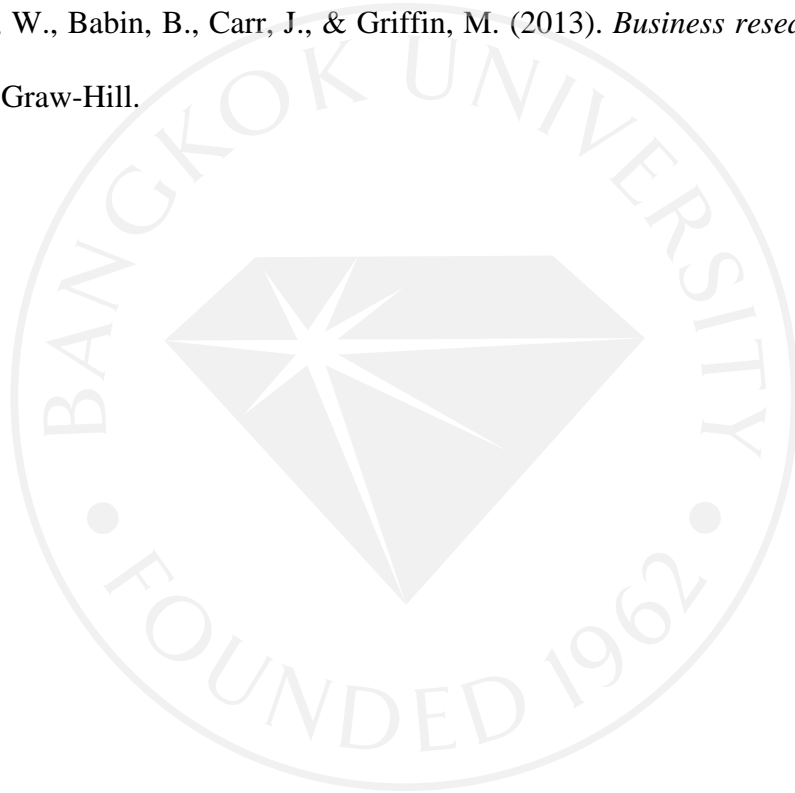 W., Babin, B., Carr, J., & Griffin, M. (2013). Business
Graw-Hill.
BANGKOK UNIVERSITY
FOUNDED 1962